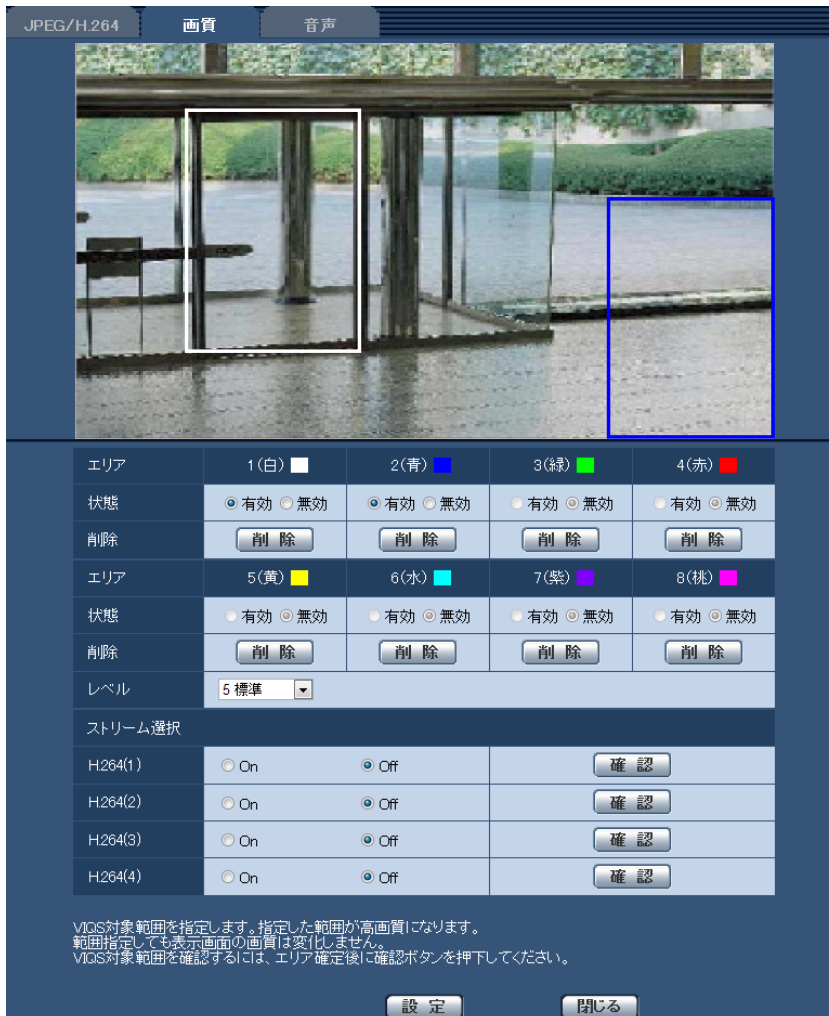 JPEG/H.264 画質 音声
エリア 1(白) 2(青) 3(緑) 4(赤)
状態 有効 無効 有効 無効 有効 無効 有効 無効
削除 削除 削除 削除 削除
エリア 5(黄) 6(水) 7(紫) 8(桃)
状態 有効 無効 有効 無効 有効 無効 有効 無効
削除 削除 削除 削除 削除
レベル 5 標準
ストリーム選択
H.264(1) On Off 確認
H.264(2) On Off 確認
H.264(3) On Off 確認
H.264(4) On Off 確認
VIQS対象範囲を指定します。指定した範囲が高画質になります。
範囲指定しても表示画面の画質は変化しません。
VIQS対象範囲を確認するには、エリア確定後に確認ボタンを押下してください。
設定 閉じる